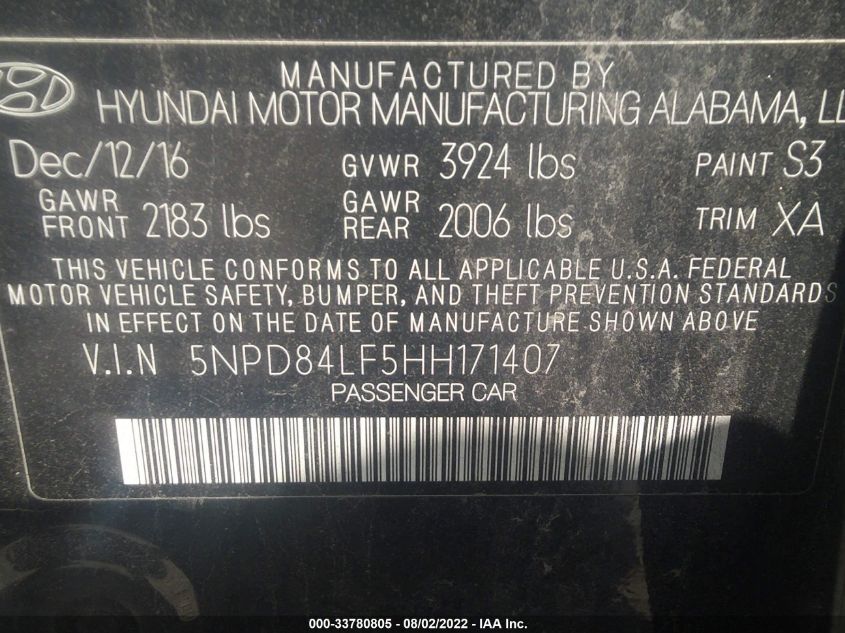 MANUFACTURED BY
HYUNDAI MOTOR MANUFACTURING ALABAMA, LL
Dec/12/16 GVWR 3924 lbs PAINT S3
GAWR FRONT 2183 lbs GAWR REAR 2006 lbs TRIM XA
THIS VEHICLE CONFORMS TO ALL APPLICABLE U.S.A. FEDERAL
MOTOR VEHICLE SAFETY, BUMPER, AND THEFT PREVENTION STANDARDS
IN EFFECT ON THE DATE OF MANUFACTURE SHOWN ABOVE
V.I.N 5NPD84LF5HH171407
PASSENGER CAR
000-33780805 - 08/02/2022 - IAA Inc.